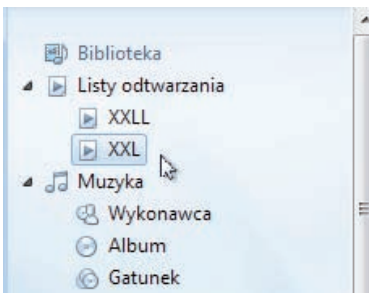 Biblioteka
Listy odtwarzania
XXLL
XXL
Muzyka
Wykonawca
Album
Gatunek